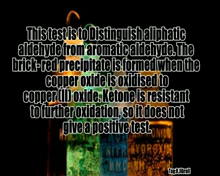 This test is to Distinguish aliphatic
aldehyde from aromatic aldehyde. The
brick-red precipitate is formed when the
copper oxide is oxidised to
copper (II) oxide. Ketone is resistant
to further oxidation, so it does not
give a positive test.